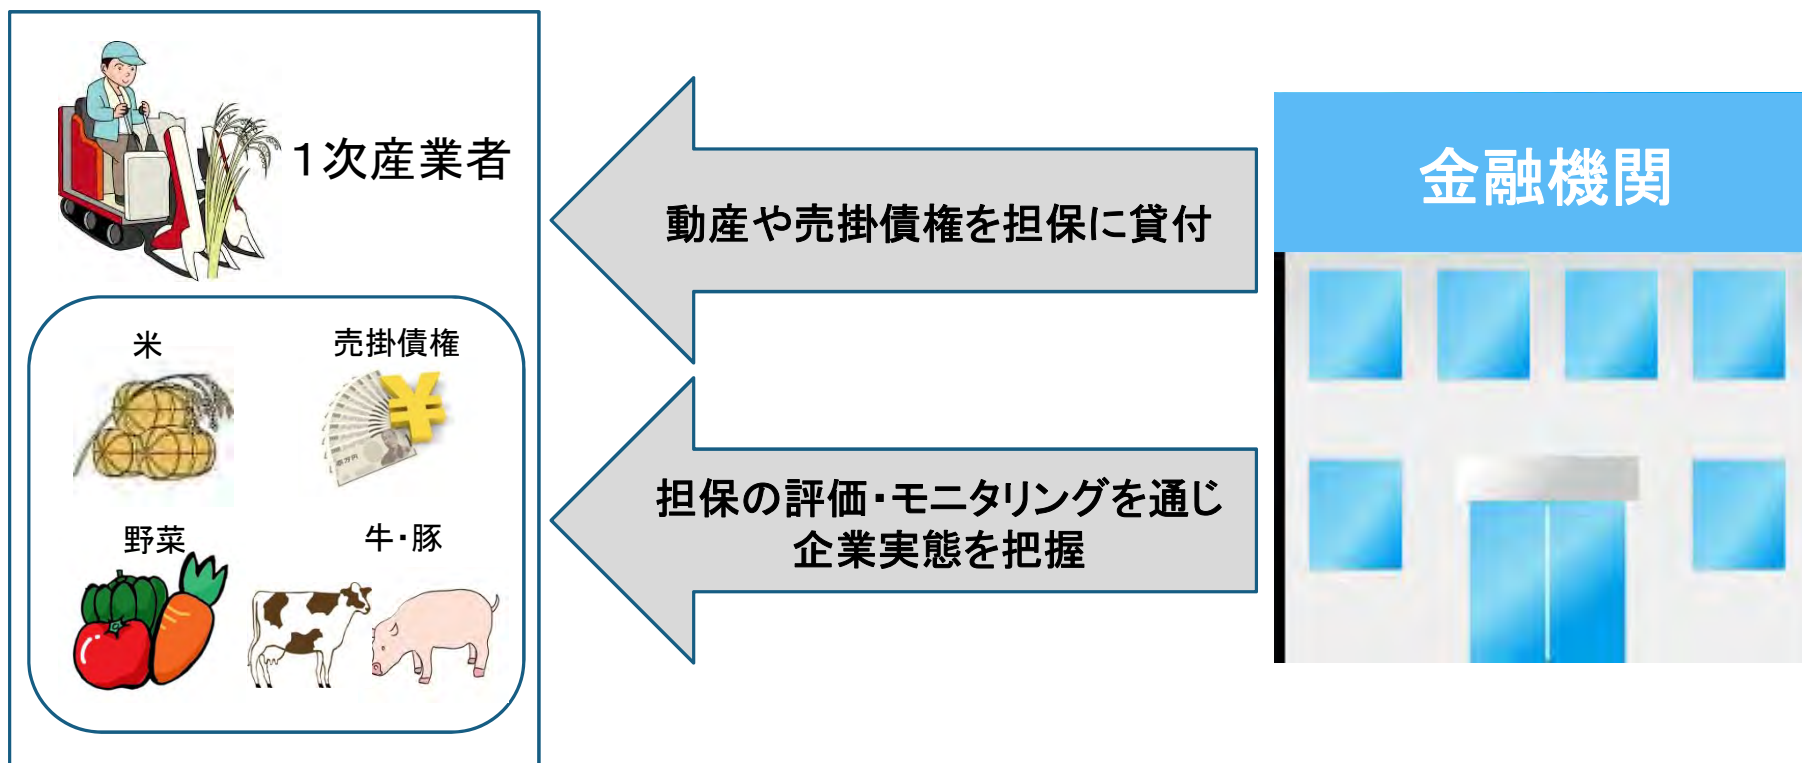 1次産業者
米
売掛債権
野菜
牛・豚
動産や売掛債権を担保に貸付
担保の評価・モニタリングを通じ
企業実態を把握
金融機関